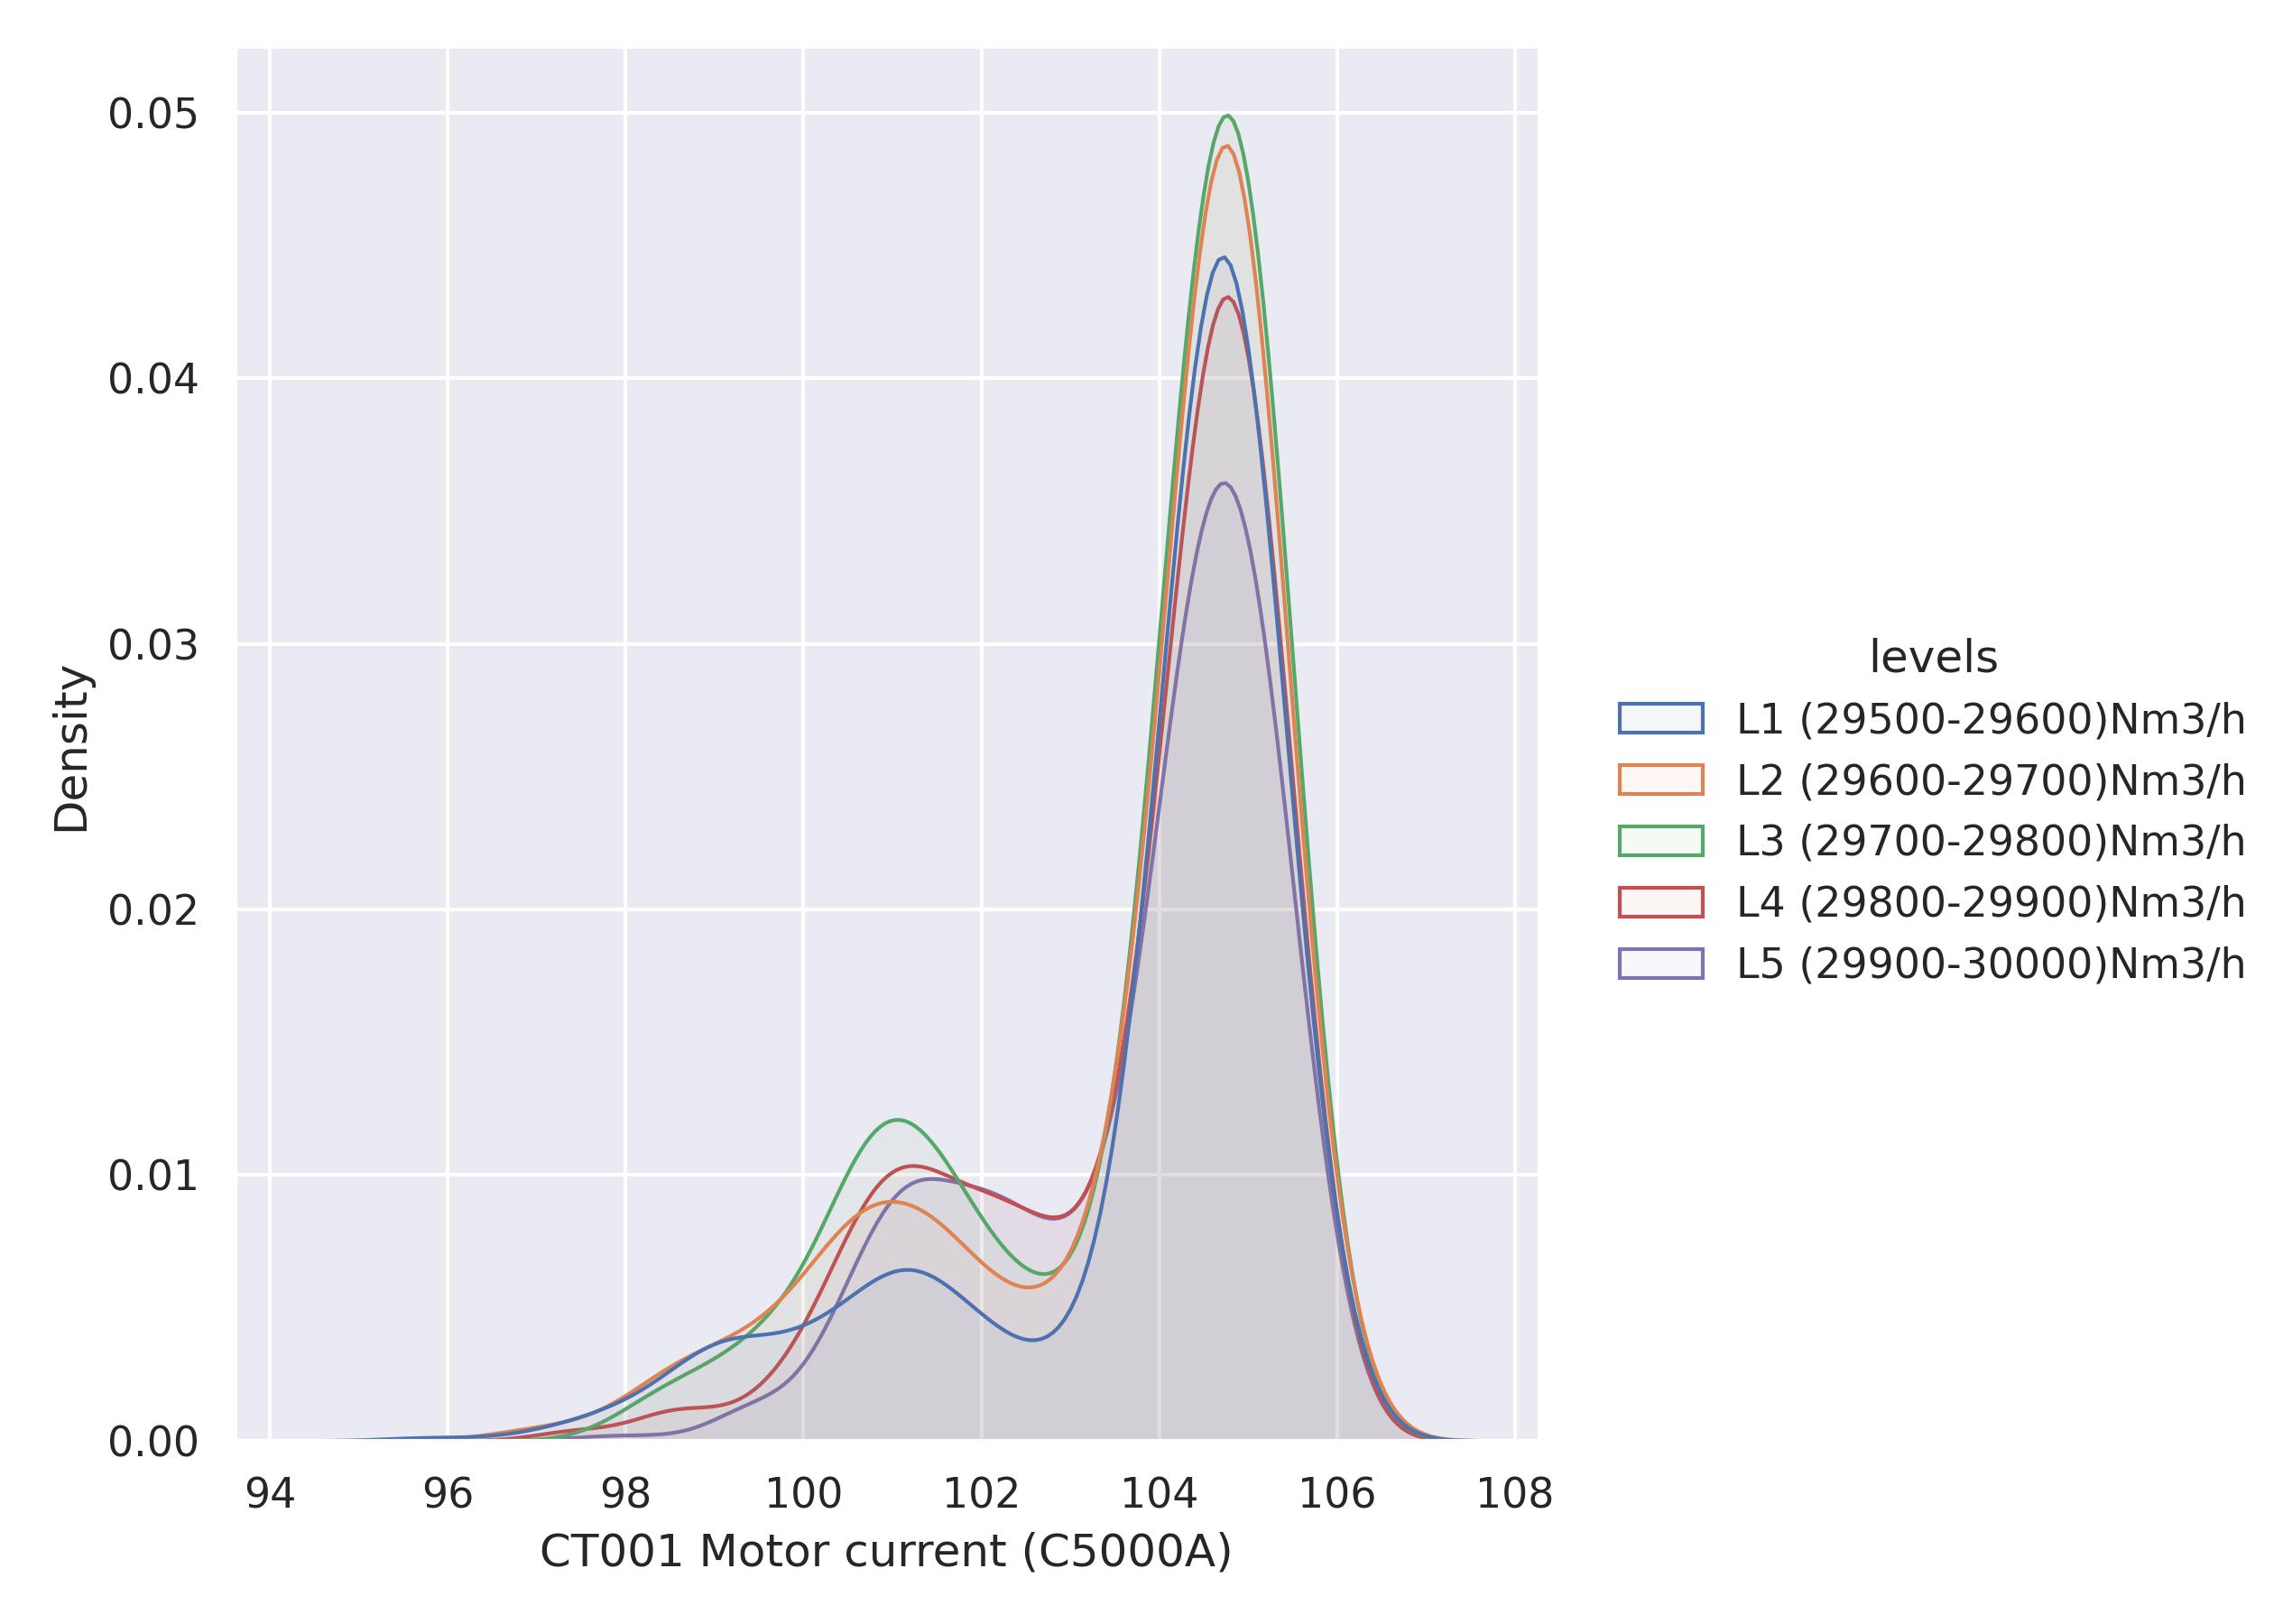 0.05
0.04
0.03
0.02
0.01
0.00
Density
94 96 98 100 102 104 106 108
CT001 Motor current (C5000A)
levels
L1 (29500-29600)Nm3/h
L2 (29600-29700)Nm3/h
L3 (29700-29800)Nm3/h
L4 (29800-29900)Nm3/h
L5 (29900-30000)Nm3/h